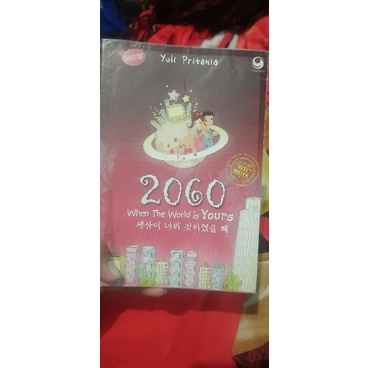 Yuli Pritania
2060
When The World is Yours
세상이 너의 것이었을 때